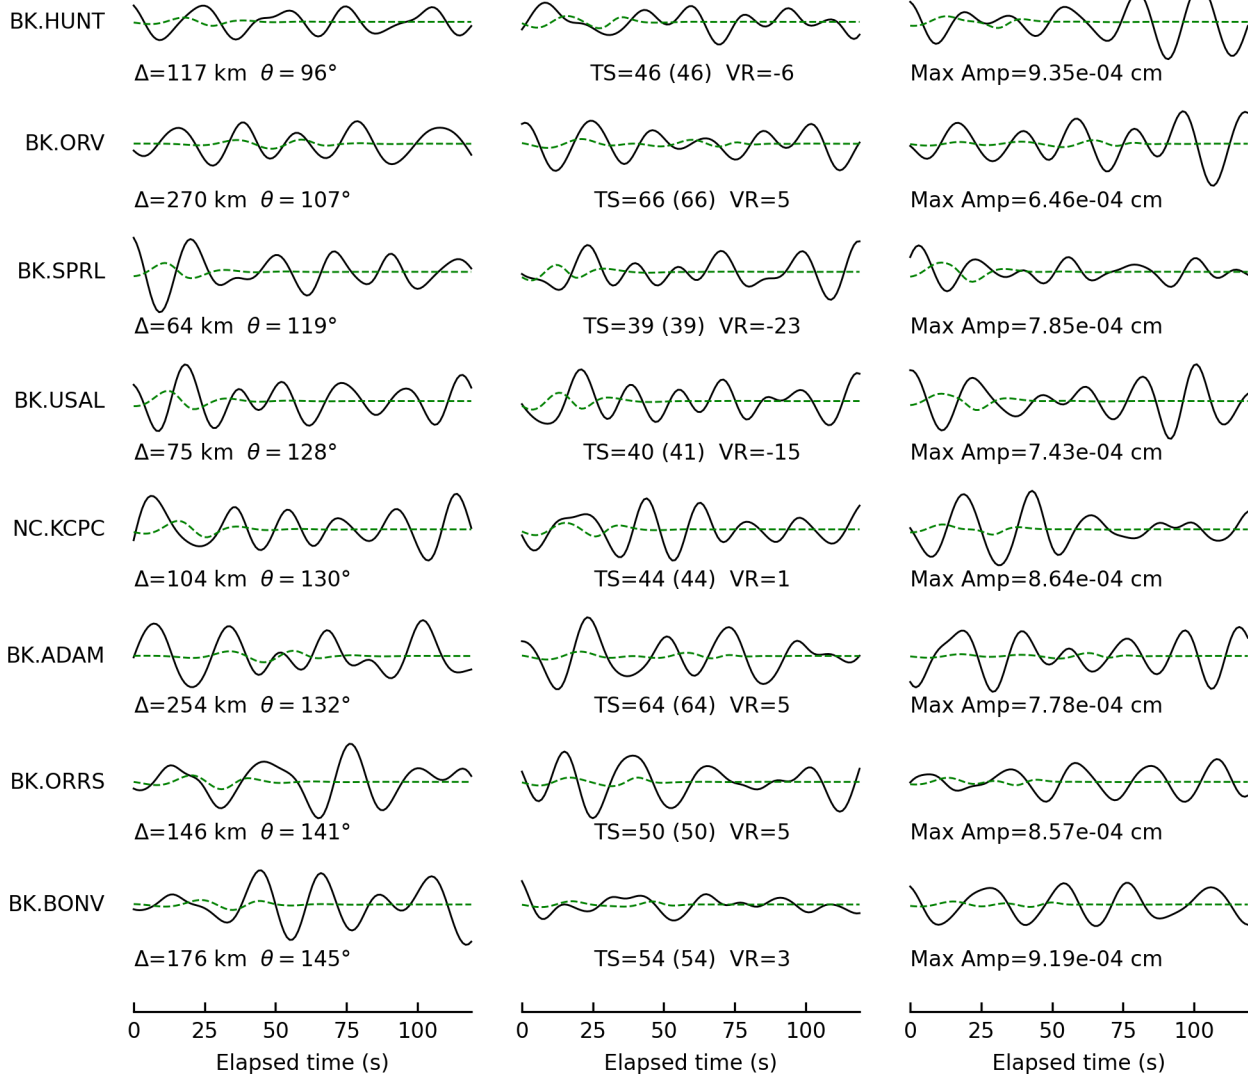 BK.HUNT
Δ=117 km θ = 96° TS=46 (46) VR=-6 Max Amp=9.35e-04 cm
BK.ORV
Δ=270 km θ = 107° TS=66 (66) VR=5 Max Amp=6.46e-04 cm
BK.SPRL
Δ=64 km θ = 119° TS=39 (39) VR=-23 Max Amp=7.85e-04 cm
BK.USAL
Δ=75 km θ = 128° TS=40 (41) VR=-15 Max Amp=7.43e-04 cm
NC.KCPC
Δ=104 km θ = 130° TS=44 (44) VR=1 Max Amp=8.64e-04 cm
BK.ADAM
Δ=254 km θ = 132° TS=64 (64) VR=5 Max Amp=7.78e-04 cm
BK.ORRS
Δ=146 km θ = 141° TS=50 (50) VR=5 Max Amp=8.57e-04 cm
BK.BONV
Δ=176 km θ = 145° TS=54 (54) VR=3 Max Amp=9.19e-04 cm
0 25 50 75 100 0 25 50 75 100 0 25 50 75 100
Elapsed time (s) Elapsed time (s) Elapsed time (s)